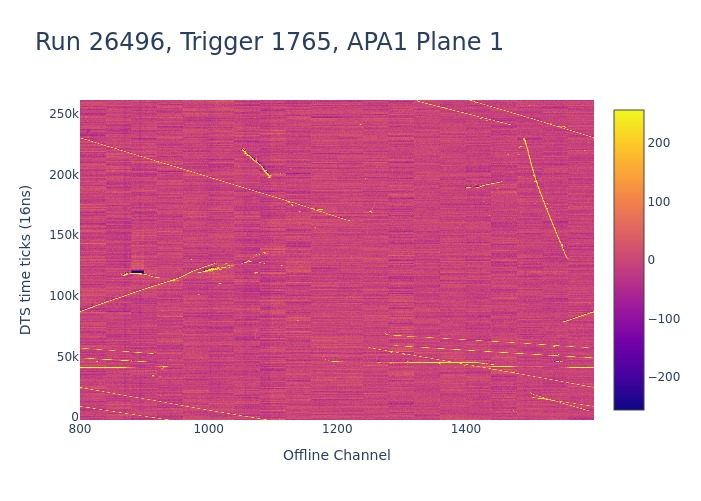 Run 26496, Trigger 1765, APA1 Plane 1
250k
200k
150k
100k
50k
0
DTS time ticks (16ns)
800
1000
1200
1400
Offline Channel
200
100
0
−100
−200